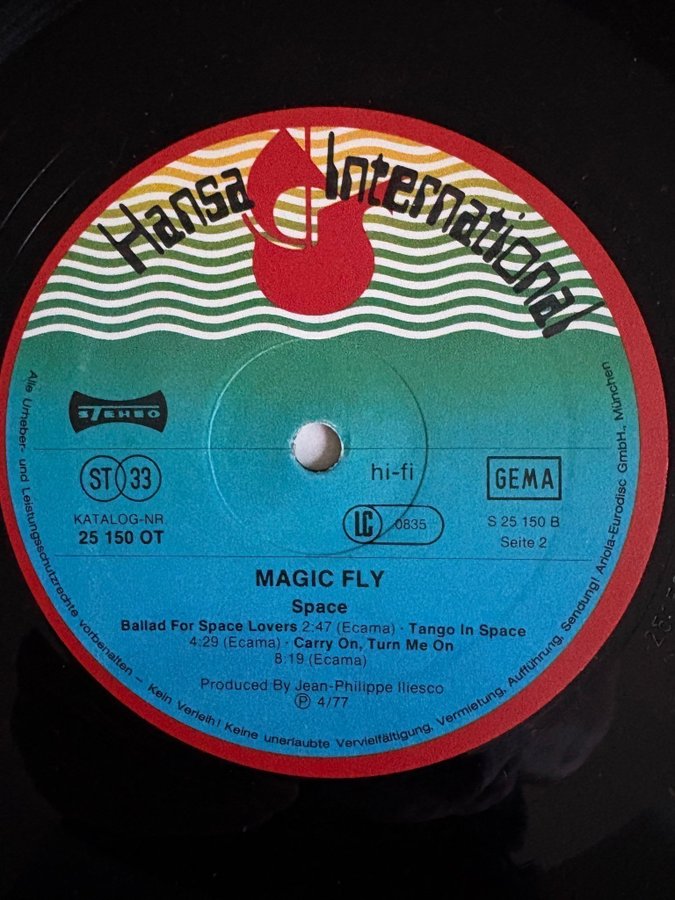 Hansa International
STEREO
ST 33
hi-fi
GEMA
KATALOG-NR.
25 150 OT
LC 0835
S 25 150 B
Seite 2
MAGIC FLY
Space
Ballad For Space Lovers 2:47 (Ecama) · Tango In Space
4:29 (Ecama) · Carry On, Turn Me On
8:19 (Ecama)
Produced By Jean-Philippe Iliesco
Ⓟ 4/77
Alle Urheber- und Leistungsschutzrechte vorbehalten – Kein Verleih! Keine unerlaubte Vervielfältigung, Vermietung, Aufführung, Sendung! Ariola-Eurodisc GmbH., München